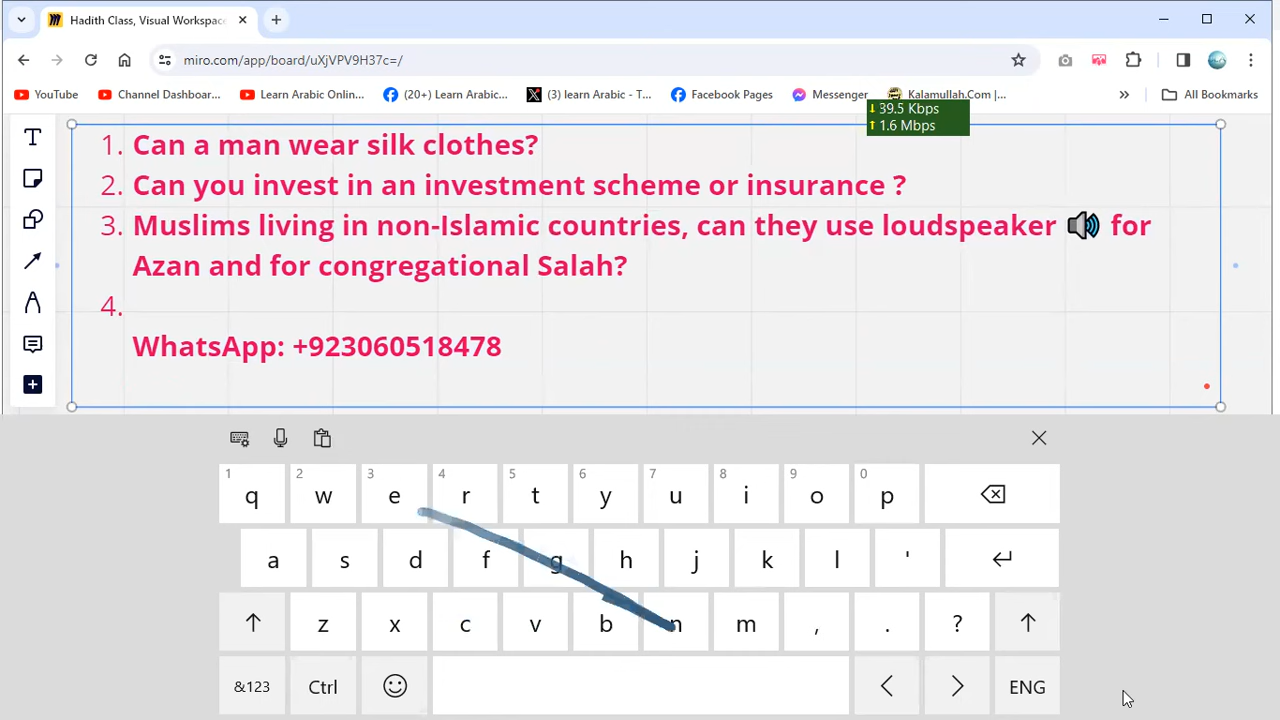 Hadith Class, Visual Workspace
miro.com/app/board/uXjVPV9H37c=/
YouTube Channel Dashboar... Learn Arabic Onlin... (20+) Learn Arabic... (3) learn Arabic - T... Facebook Pages Messenger Kalamullah.Com |... » All Bookmarks
↓ 39.5 Kbps
↑ 1.6 Mbps
1. Can a man wear silk clothes?
2. Can you invest in an investment scheme or insurance ?
3. Muslims living in non-Islamic countries, can they use loudspeaker 🔊 for
Azan and for congregational Salah?
4.
WhatsApp: +923060518478
1 2 3 4 5 6 7 8 9 0
q w e r t y u i o p
a s d f g h j k l '
z x c v b n m , . ?
&123 Ctrl ENG